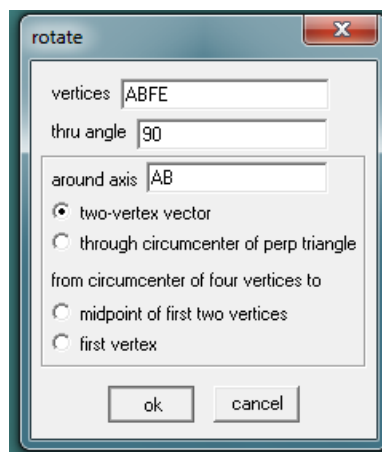 rotate
vertices ABFE
thru angle 90
around axis AB
two-vertex vector
through circumcenter of perp triangle
from circumcenter of four vertices to
midpoint of first two vertices
first vertex
ok cancel